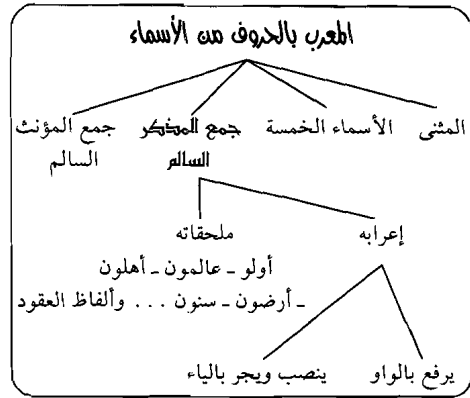 المعرب بالحروف من الأسماء
المثنى الأسماء الخمسة جمع المذكر السالم جمع المؤنث السالم
إعرابه ملحقاته
أولو ـ عالمون ـ أهلون
ـ أرضون ـ سنون ... وألفاظ العقود
يرفع بالواو ينصب ويجر بالياء